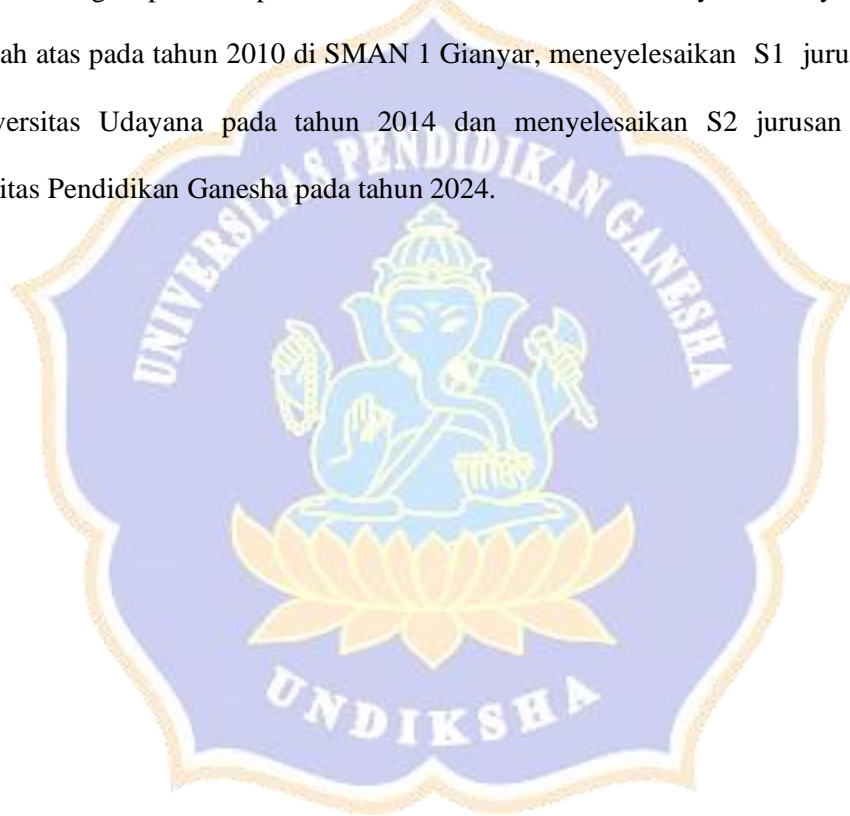 ah atas pada tahun 2010 di SMAN 1 Gianyar, meneyelesaikan S1 juru
versitas Udayana pada tahun 2014 dan menyelesaikan S2 jurusan
itas Pendidikan Ganesha pada tahun 2024.
UNIVERSITAS PENDIDIKAN GANESHA
UNDIKSHA